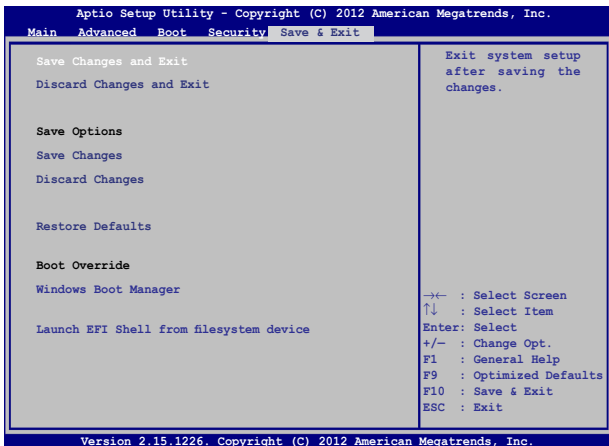 Aptio Setup Utility - Copyright (C) 2012 American Megatrends, Inc.
Main Advanced Boot Security Save & Exit
Save Changes and Exit
Discard Changes and Exit
Save Options
Save Changes
Discard Changes
Restore Defaults
Boot Override
Windows Boot Manager
Launch EFI Shell from filesystem device
Exit system setup
after saving the
changes.
→← : Select Screen
↑↓ : Select Item
Enter: Select
+/— : Change Opt.
F1 : General Help
F9 : Optimized Defaults
F10 : Save & Exit
ESC : Exit
Version 2.15.1226. Copyright (C) 2012 American Megatrends, Inc.